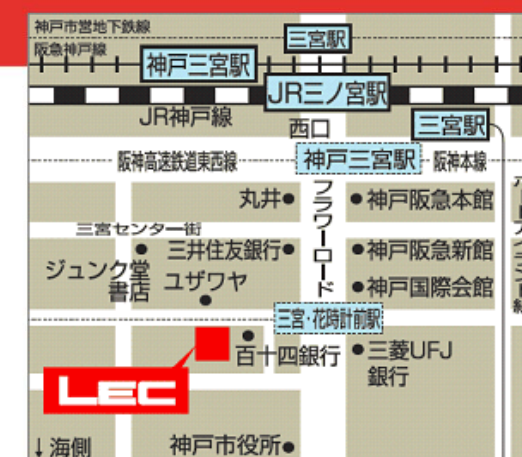 神戸市営地下鉄線
三宮駅
阪急神戸線
神戸三宮駅
JR三ノ宮駅
JR神戸線
西口
三宮駅
阪神高速鉄道東西線
神戸三宮駅
阪神本線
丸井
フラワーロード
神戸阪急本館
三宮センター街
三井住友銀行
神戸阪急新館
ジュンク堂
書店
ユザワヤ
神戸国際会館
三宮・花時計前駅
百十四銀行
三菱UFJ
銀行
LEC
↓海側
神戸市役所